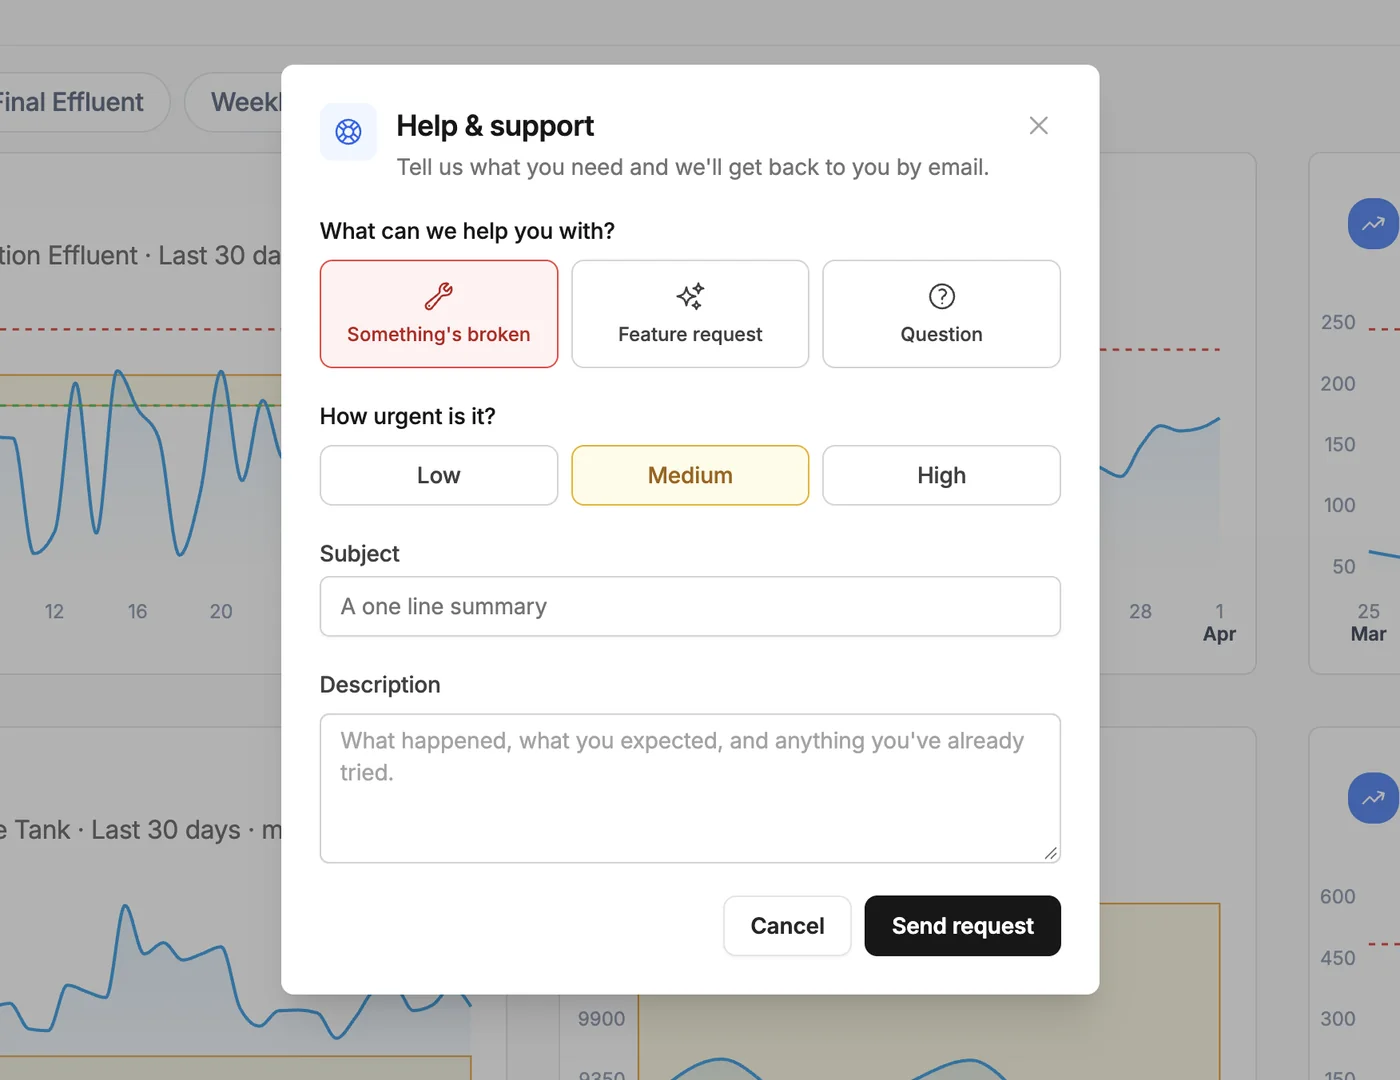 Final Effluent
Weekl
Help & support
Tell us what you need and we'll get back to you by email.
What can we help you with?
tion Effluent · Last 30 da
Something's broken
Feature request
Question
250
200
150
100
50
How urgent is it?
Low
Medium
High
Subject
A one line summary
12
16
20
28
1
Apr
25
Mar
Description
What happened, what you expected, and anything you've already
tried.
e Tank · Last 30 days · m
Cancel
Send request
600
450
300
150
9900
9350